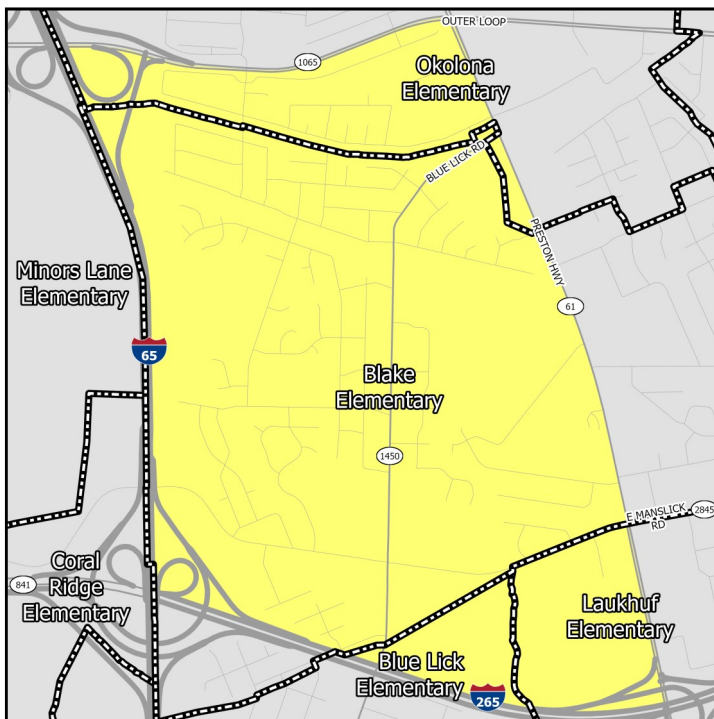 OUTER LOOP
1065
Okolona
Elementary
BLUE LICK RD
PRESTON HWY
Minors Lane
Elementary
61
65
Blake
Elementary
1450
E MANSLICK
RD
2845
Coral
Ridge
Elementary
841
Laukhuf
Elementary
Blue Lick
Elementary
265